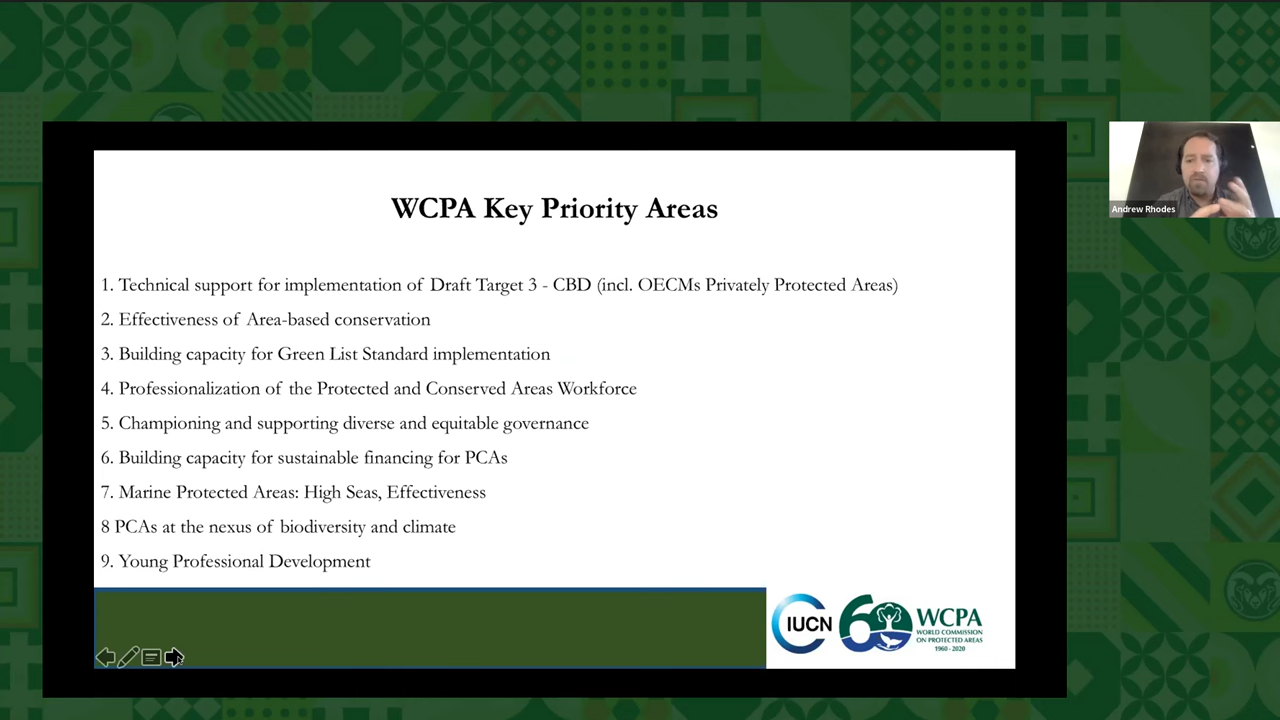 WCPA Key Priority Areas
1. Technical support for implementation of Draft Target 3 - CBD (incl. OECMs Privately Protected Areas)
2. Effectiveness of Area-based conservation
3. Building capacity for Green List Standard implementation
4. Professionalization of the Protected and Conserved Areas Workforce
5. Championing and supporting diverse and equitable governance
6. Building capacity for sustainable financing for PCAs
7. Marine Protected Areas: High Seas, Effectiveness
8 PCAs at the nexus of biodiversity and climate
9. Young Professional Development
IUCN
60
WCPA
WORLD COMMISSION
ON PROTECTED AREAS
1960 - 2020
Andrew Rhodes